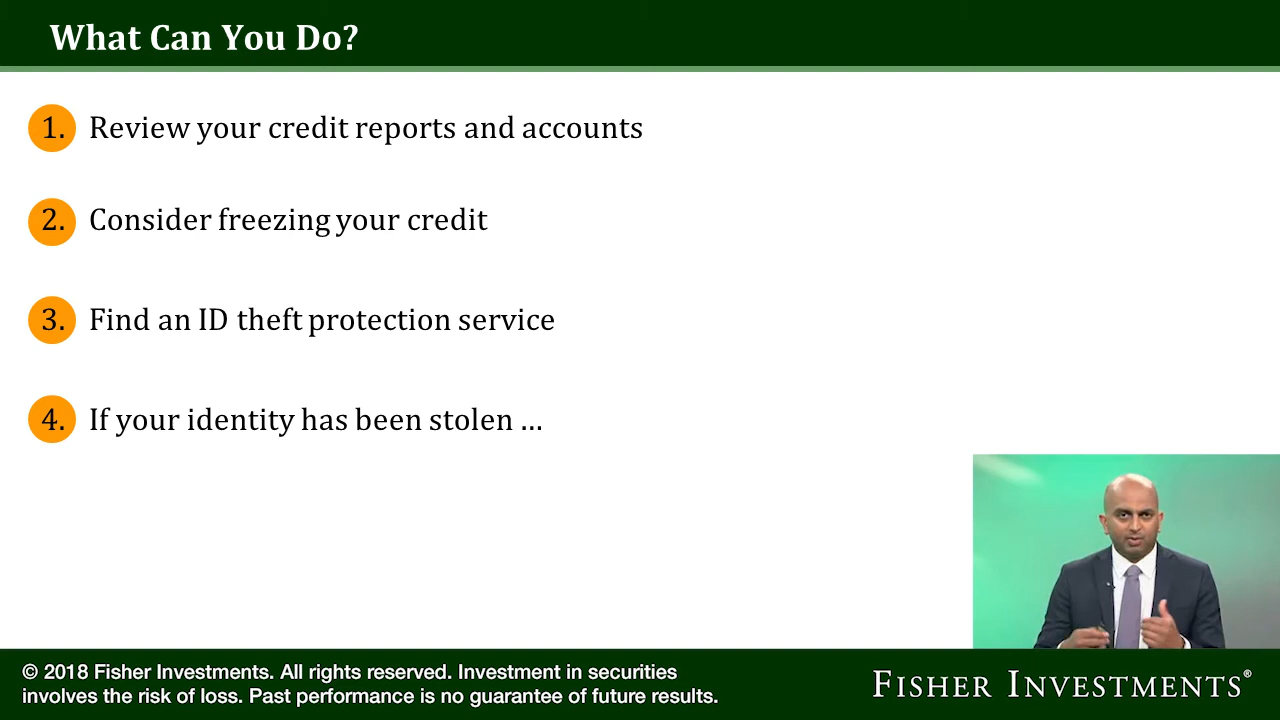 What Can You Do?
1. Review your credit reports and accounts
2. Consider freezing your credit
3. Find an ID theft protection service
4. If your identity has been stolen ...
© 2018 Fisher Investments. All rights reserved. Investment in securities
involves the risk of loss. Past performance is no guarantee of future results.
FISHER INVESTMENTS®